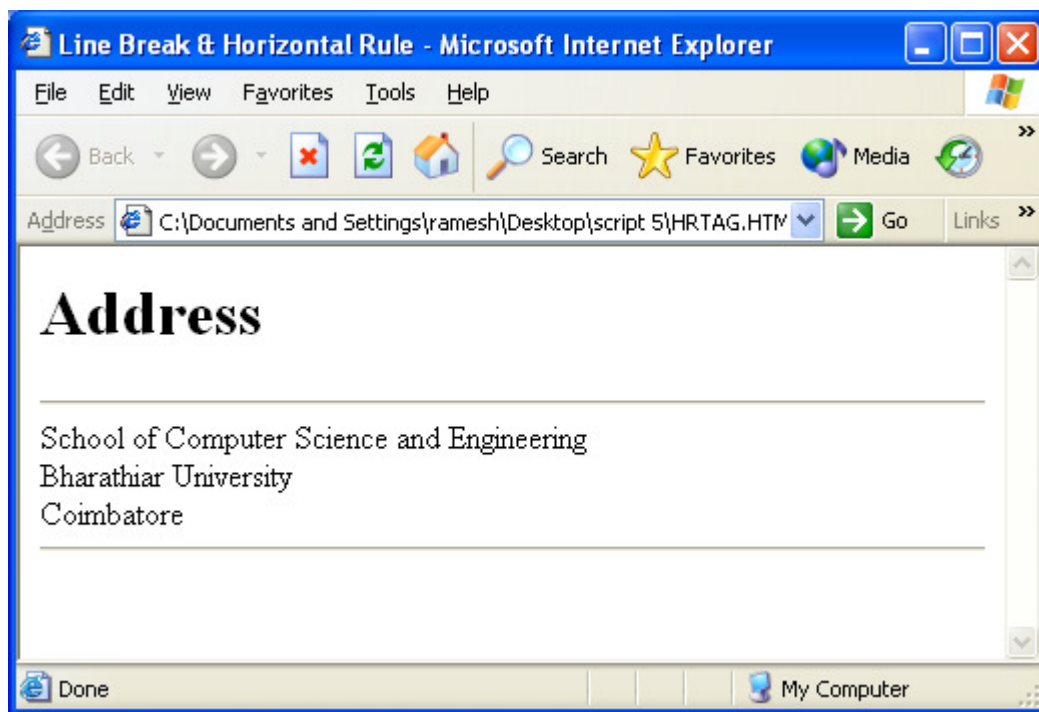 Line Break & Horizontal Rule - Microsoft Internet Explorer
File Edit View Favorites Tools Help
Back Search Favorites Media »
Address C:\Documents and Settings\ramesh\Desktop\script 5\HRTAG.HTM Go Links »
Address
School of Computer Science and Engineering
Bharathiar University
Coimbatore
Done My Computer